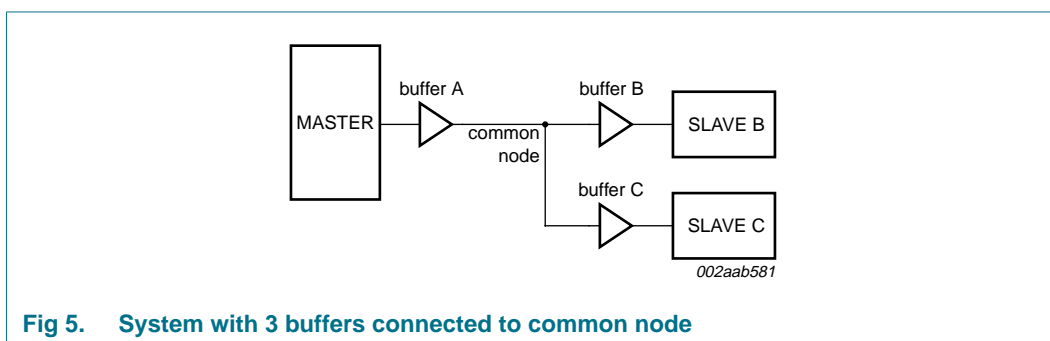 buffer A
buffer B
MASTER
common
node
SLAVE B
buffer C
SLAVE C
002aab581
Fig 5. System with 3 buffers connected to common node